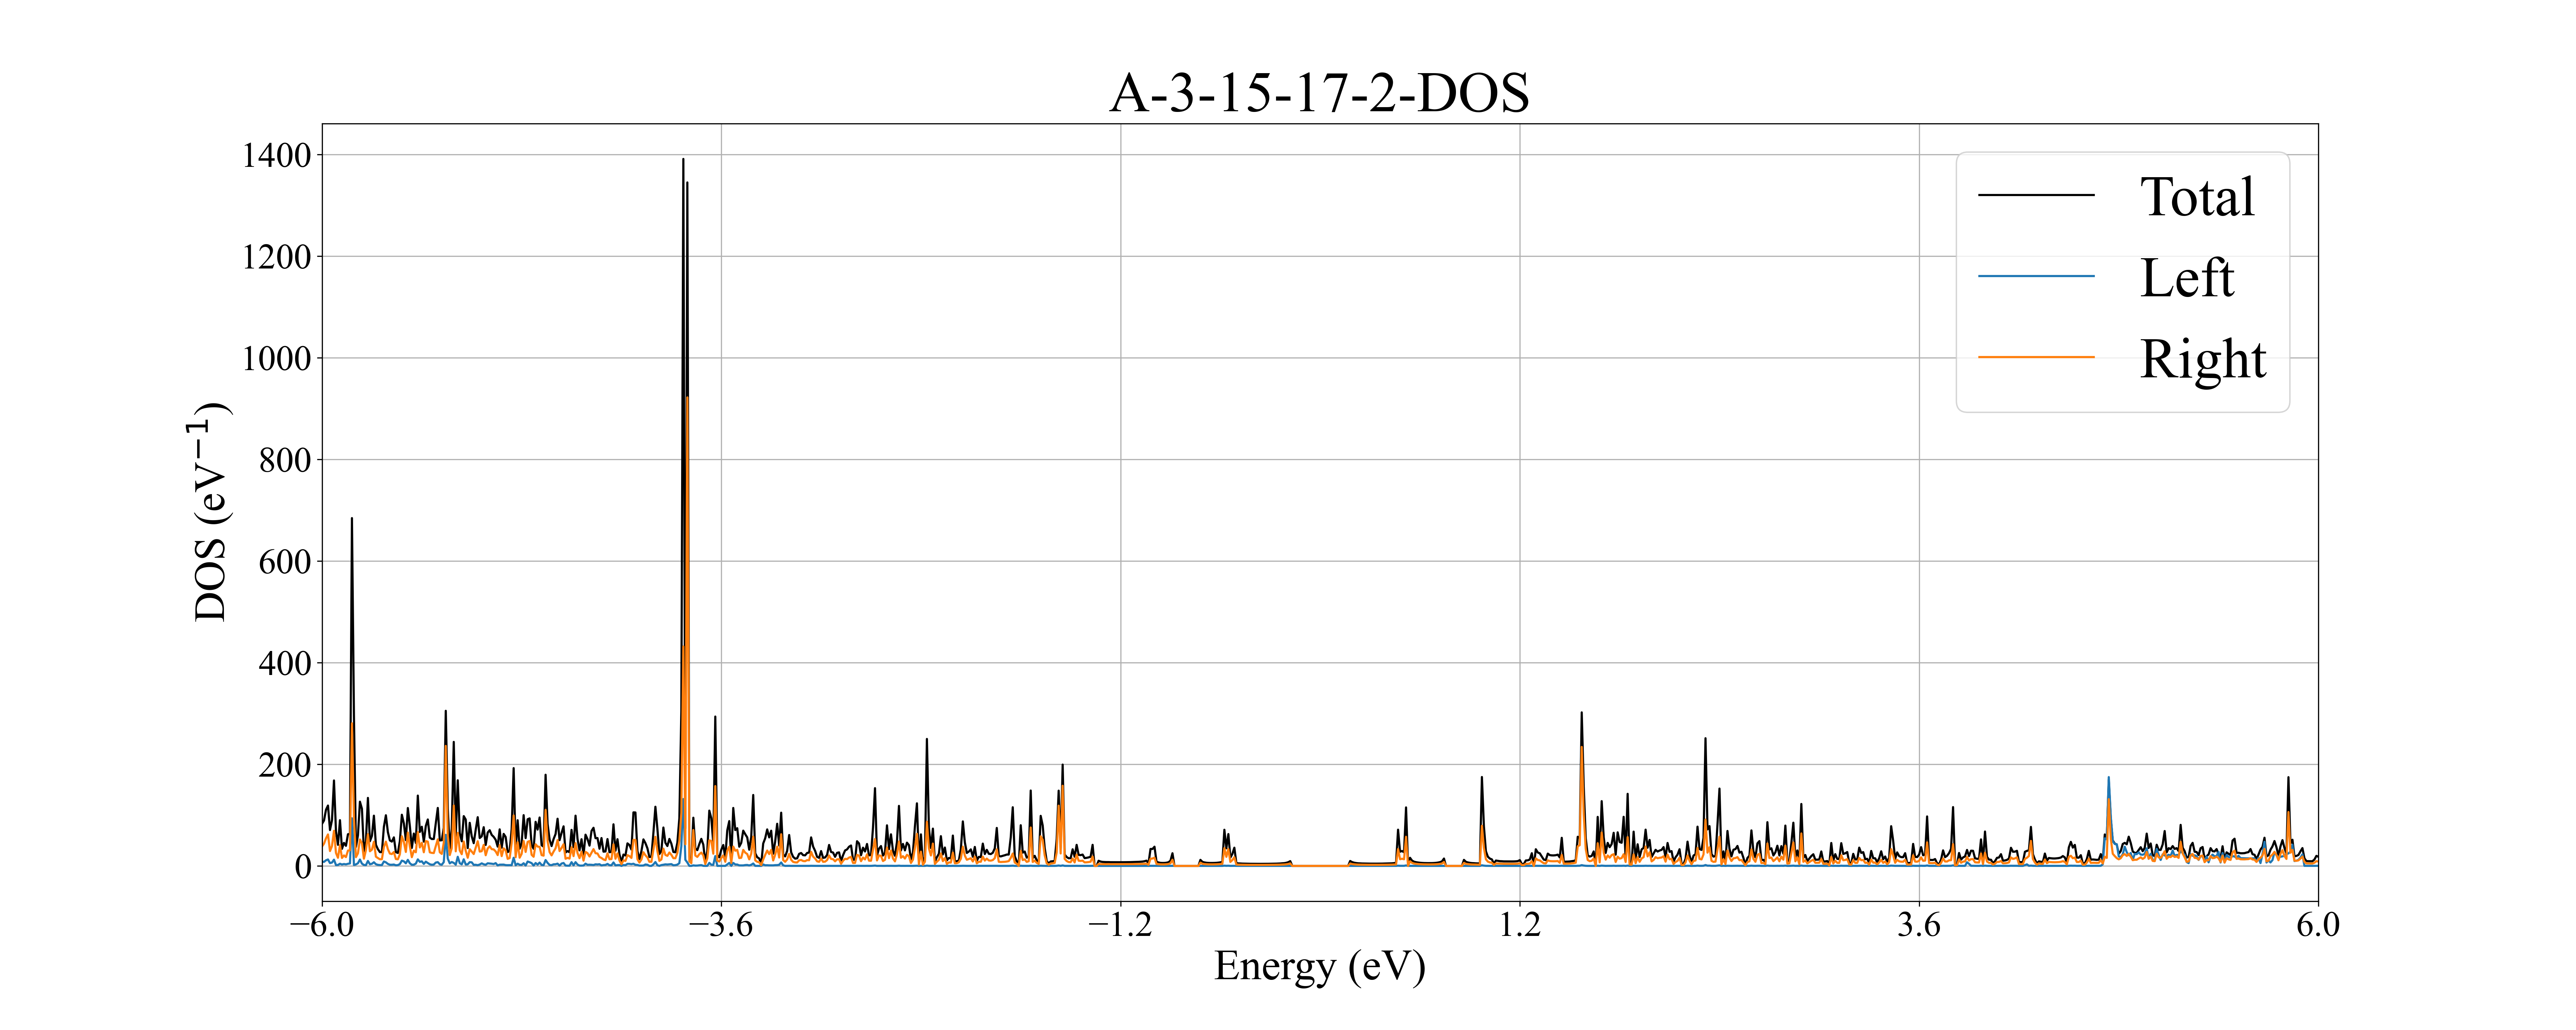 A-3-15-17-2-DOS
1400
1200
1000
800
600
400
200
0
DOS (eV⁻¹)
Total
Left
Right
−6.0 −3.6 −1.2 1.2 3.6 6.0
Energy (eV)